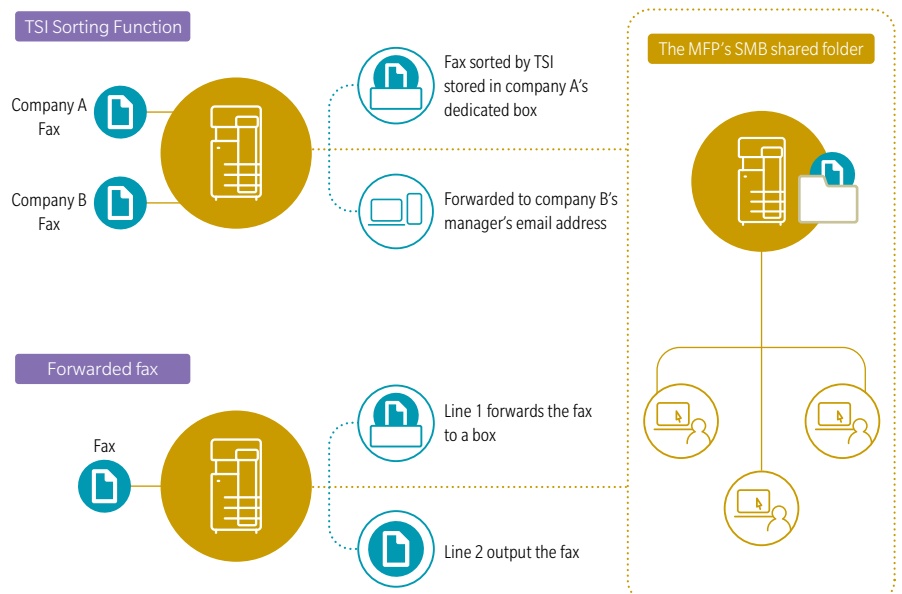 TSI Sorting Function
Company A
Fax
Company B
Fax
Fax sorted by TSI
stored in company A's
dedicated box
Forwarded to company B's
manager's email address
The MFP's SMB shared folder
Forwarded fax
Fax
Line 1 forwards the fax
to a box
Line 2 output the fax